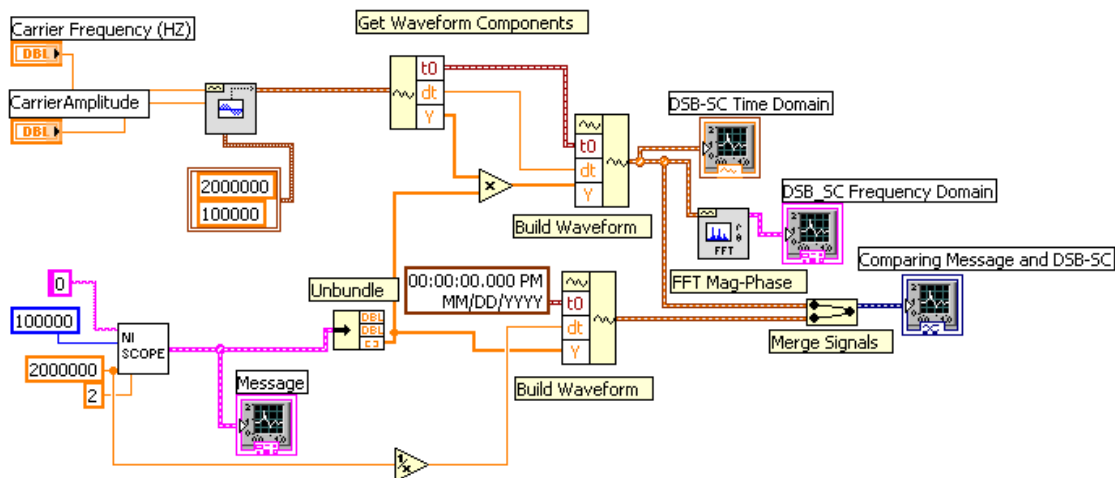 Carrier Frequency (HZ)
DBL
CarrierAmplitude
DBL
2000000
100000
Get Waveform Components
t0
dt
Y
t0
dt
Y
Build Waveform
DSB-SC Time Domain
DSB_SC Frequency Domain
FFT
FFT Mag-Phase
Comparing Message and DSB-SC
Merge Signals
0
100000
2000000
2
NI
SCOPE
Message
Unbundle
DBL
DBL
00:00:00.000 PM
MM/DD/YYYY
t0
dt
Y
Build Waveform
1/x